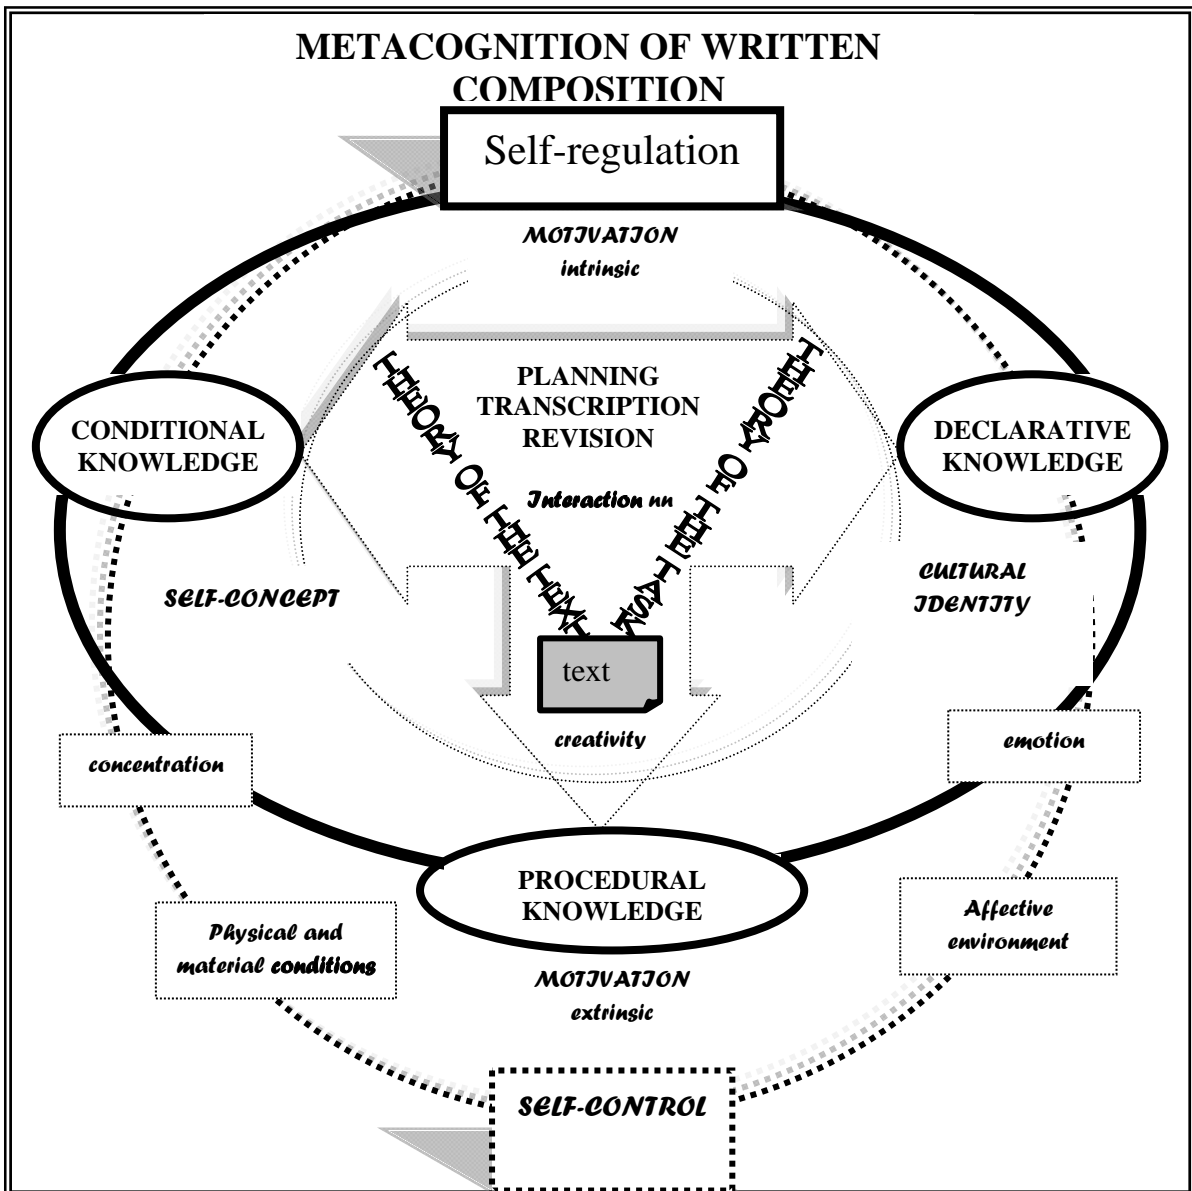 METACOGNITION OF WRITTEN
COMPOSITION
Self-regulation
MOTIVATION
intrinsic
THEORY OF THE TEXT
THEORY OF THE TASK
PLANNING
TRANSCRIPTION
REVISION
CONDITIONAL
KNOWLEDGE
DECLARATIVE
KNOWLEDGE
Interaction nn
SELF-CONCEPT
CULTURAL
IDENTITY
text
creativity
concentration
emotion
PROCEDURAL
KNOWLEDGE
Physical and
material conditions
Affective
environment
MOTIVATION
extrinsic
SELF-CONTROL